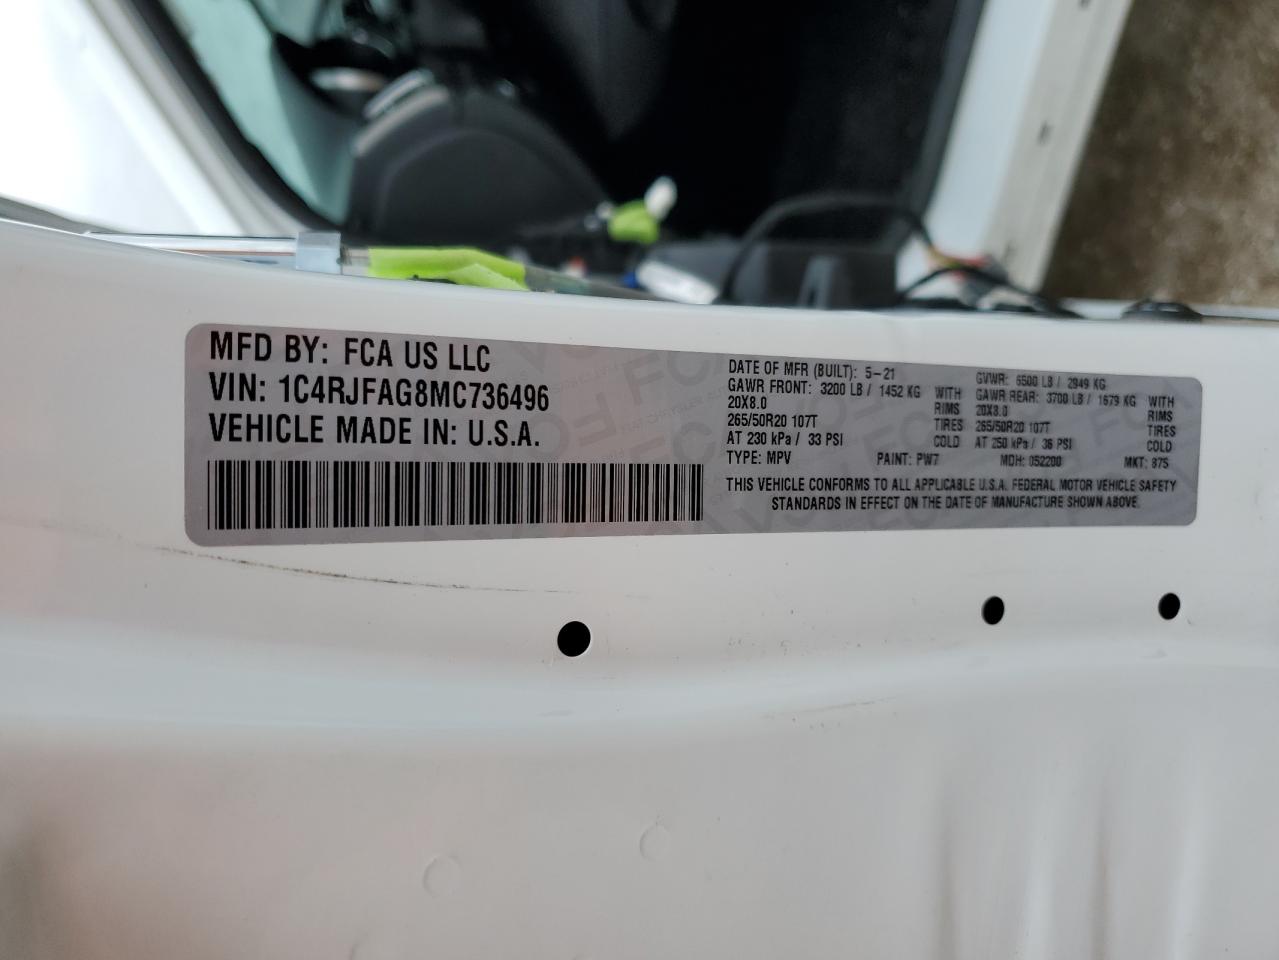 MFD BY: FCA US LLC
VIN: 1C4RJFAG8MC736496
VEHICLE MADE IN: U.S.A.
DATE OF MFR (BUILT): 5-21 GVWR: 6500 LB / 2949 KG
GAWR FRONT: 3200 LB / 1452 KG WITH GAWR REAR: 3700 LB / 1679 KG WITH
20X8.0 RIMS 20X8.0 RIMS
265/50R20 107T TIRES 265/50R20 107T TIRES
AT 230 kPa / 33 PSI COLD AT 250 kPa / 36 PSI COLD
TYPE: MPV PAINT: PW7 MDH: 052200 MKT: 875
THIS VEHICLE CONFORMS TO ALL APPLICABLE U.S.A. FEDERAL MOTOR VEHICLE SAFETY
STANDARDS IN EFFECT ON THE DATE OF MANUFACTURE SHOWN ABOVE.